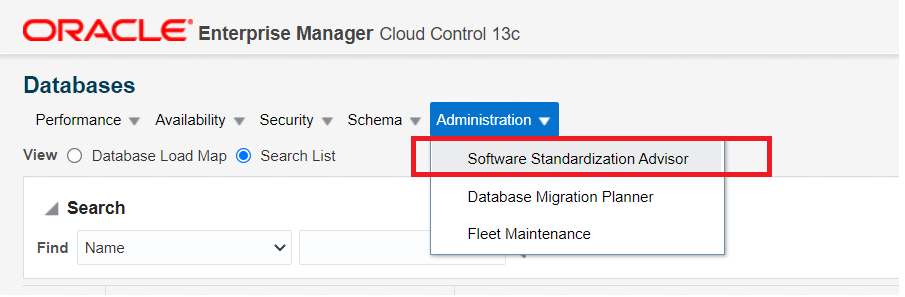 ORACLE® Enterprise Manager Cloud Control 13c
Databases
Performance Availability Security Schema Administration
View Database Load Map Search List
Software Standardization Advisor
Database Migration Planner
Fleet Maintenance
Search
Find Name